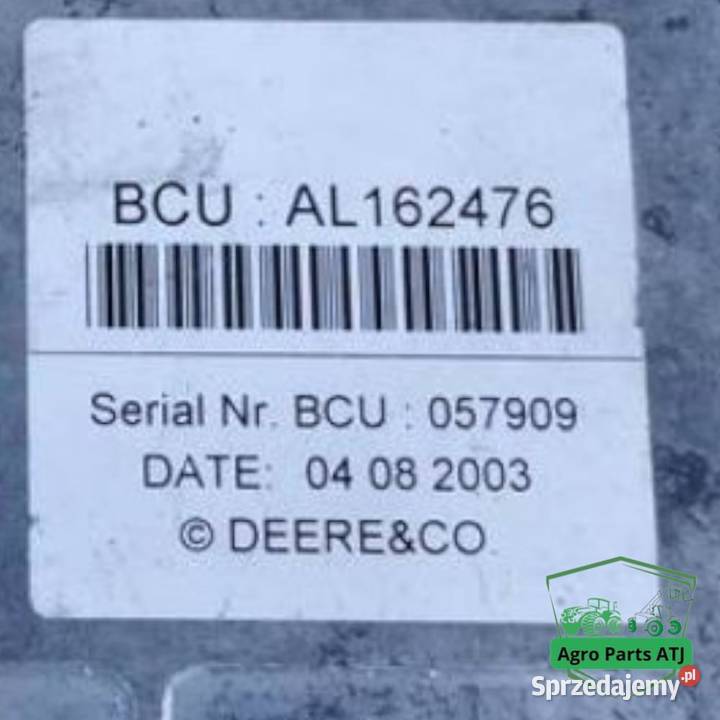 BCU : AL162476
Serial Nr. BCU : 057909
DATE: 04 08 2003
© DEERE&CO.
Agro Parts ATJ
Sprzedajemy.pl